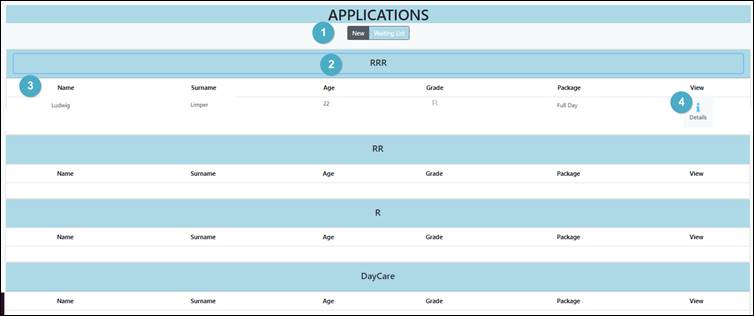 APPLICATIONS
1 New Waiting List
2 RRR
3 Name Surname Age Grade Package View
Ludwig Limper 22 R Full Day 4 Details
RR
Name Surname Age Grade Package View
R
Name Surname Age Grade Package View
DayCare
Name Surname Age Grade Package View